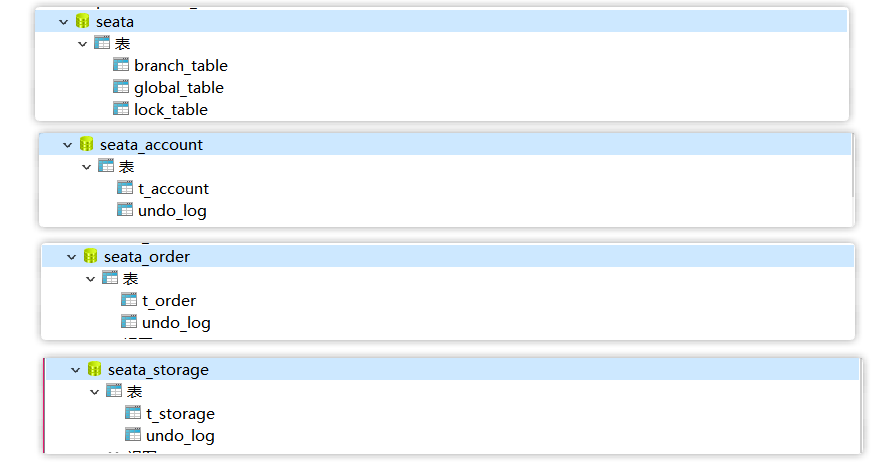 seata
表
branch_table
global_table
lock_table
seata_account
表
t_account
undo_log
seata_order
表
t_order
undo_log
seata_storage
表
t_storage
undo_log